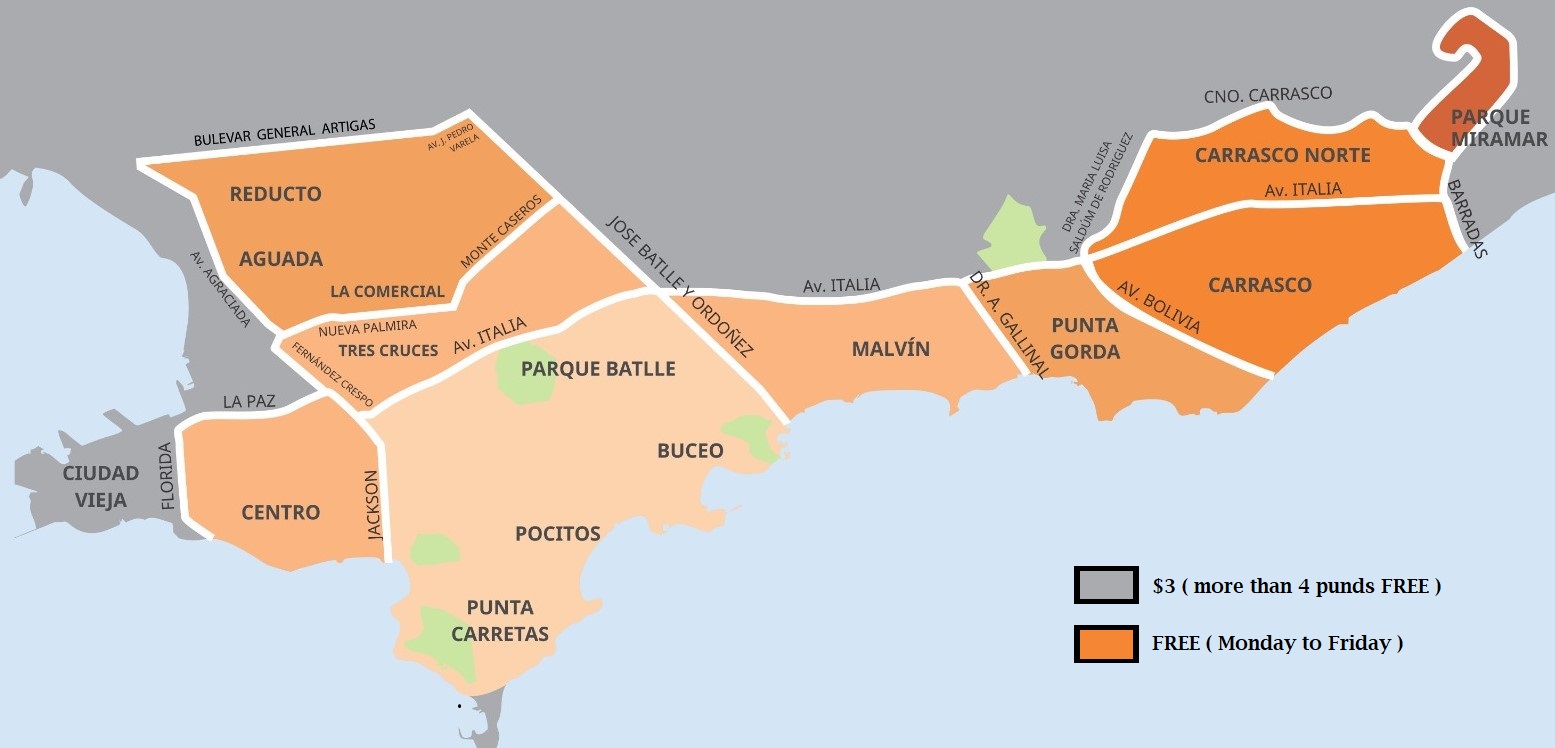 CNO. CARRASCO
PARQUE
MIRAMAR
BULEVAR GENERAL ARTIGAS
AV. J. PEDRO
VARELA
CARRASCO NORTE
DRA. MARIA LUISA
SALDÚM DE RODRIGUEZ
Av. ITALIA
BARRADAS
REDUCTO
MONTE CASEROS
JOSE BATLLE Y ORDOÑEZ
AGUADA
Av. AGRACIADA
LA COMERCIAL
Av. ITALIA
CARRASCO
DR. A. GALLINAL
AV. BOLIVIA
NUEVA PALMIRA
Av. ITALIA
TRES CRUCES
PUNTA
GORDA
MALVÍN
FERNÁNDEZ CRESPO
PARQUE BATLLE
LA PAZ
BUCEO
CIUDAD
VIEJA
FLORIDA
CENTRO
JACKSON
POCITOS
PUNTA
CARRETAS
$3 ( more than 4 punds FREE )
FREE ( Monday to Friday )